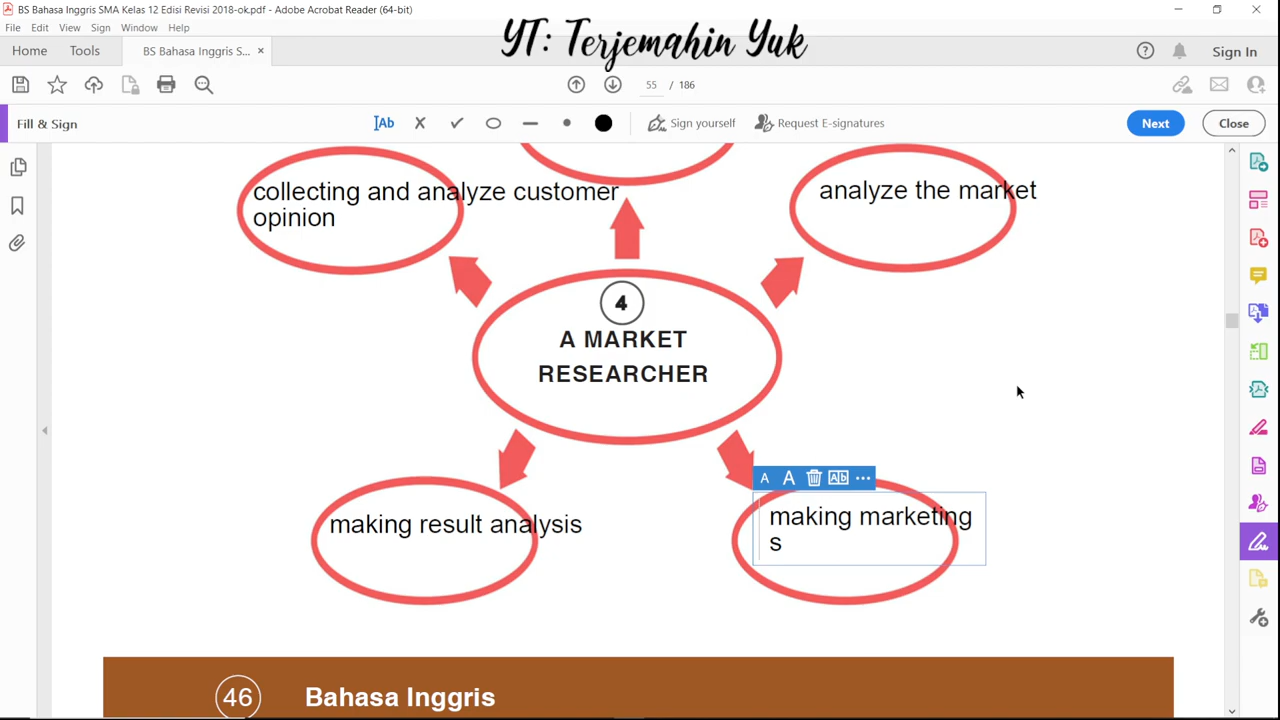 BS Bahasa Inggris SMA Kelas 12 Edisi Revisi 2018-ok.pdf - Adobe Acrobat Reader (64-bit)
File Edit View Sign Window Help
YT: Terjemahin Yuk
Home Tools BS Bahasa Inggris S... × Sign In
55 / 186
Fill & Sign Ab Sign yourself Request E-signatures Next Close
collecting and analyze customer
opinion
analyze the market
4
A MARKET
RESEARCHER
A A Ab ...
making result analysis
making marketing
s
46 Bahasa Inggris